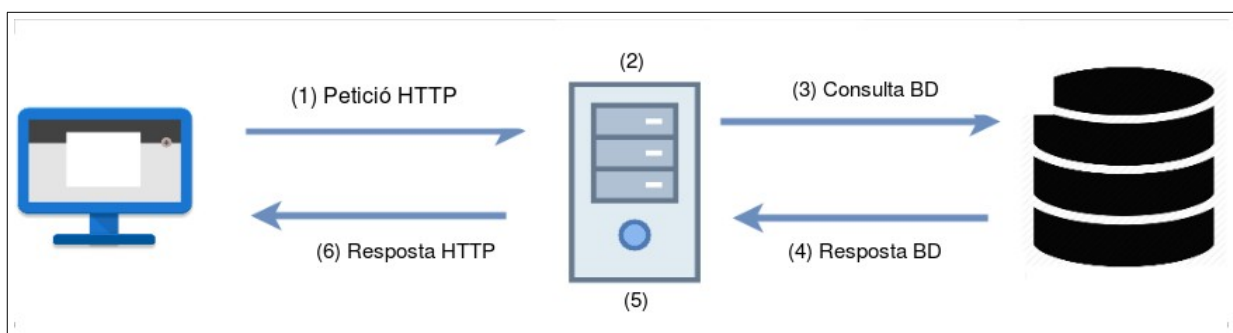 (2)
(1) Petició HTTP
(3) Consulta BD
(6) Resposta HTTP
(4) Resposta BD
(5)